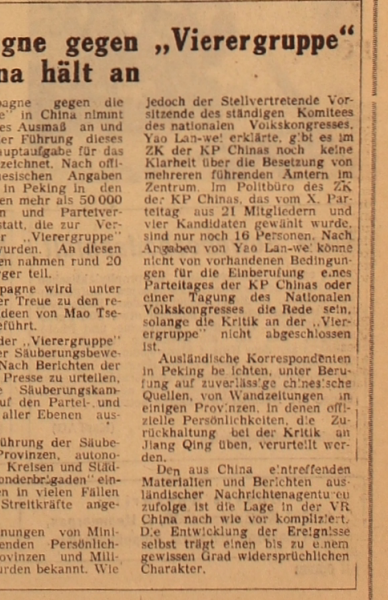 gne gegen „Vierergruppe“
na hält an
pagne gegen die
e" in China nimmt
es Ausmaß an und
er Führung dieses
auptaufgabe für das
zeichnet. Nach offi-
nesischen Angaben
in Peking in den
en mehr als 50 000
n und Parteiver-
statt, die zur Ver-
r „Vierergruppe"
wurden. An diesen
en nahmen rund 20
rger teil.
pagne wird unter
er Treue zu den re-
deen von Mao Tse-
eführt.
der „Vierergruppe"
r Säuberungsbewe-
Nach Berichten der
Presse zu urteilen,
e Säuberungskam-
uf den Partei- und
aller Ebenen aus-
ührung der Säube-
Provinzen, autono-
Kreisen und Städ-
onderbrigaden" ein-
en in vielen Fällen
Streitkräfte ange-
nungen von Mini-
enden Persönlich-
ovinzen und Mili-
urden bekannt. Wie
jedoch der Stellvertretende Vor-
sitzende des ständigen Komitees
des nationalen Volkskongresses,
Yao Lan-wei erklärte, gibt es im
ZK der KP Chinas noch keine
Klarheit über die Besetzung von
mehreren führenden Ämtern im
Zentrum. Im Politbüro des ZK
der KP Chinas, das vom X. Par-
teitag aus 21 Mitgliedern und
vier Kandidaten gewählt wurde,
sind nur noch 16 Personen. Nach
Angaben von Yao Lan-wei könne
nicht von vorhandenen Bedingun-
gen für die Einberufung eines
Parteitages der KP Chinas oder
einer Tagung des Nationalen
Volkskongresses die Rede sein,
solange die Kritik an der „Vier-
ergruppe" nicht abgeschlossen
ist.
Ausländische Korrespondenten
in Peking berichten, unter Beru-
fung auf zuverlässige chinesische
Quellen, von Wandzeitungen in
einigen Provinzen, in denen offi-
zielle Persönlichkeiten, die Zu-
rückhaltung bei der Kritik an
Jiang Qing üben, verurteilt wer-
den.
Den aus China eintreffenden
Materialien und Berichten aus-
ländischer Nachrichtenagenturen
zufolge ist die Lage in der VR
China nach wie vor kompliziert.
Die Entwicklung der Ereignisse
selbst trägt einen bis zu einem
gewissen Grad widersprüchlichen
Charakter.